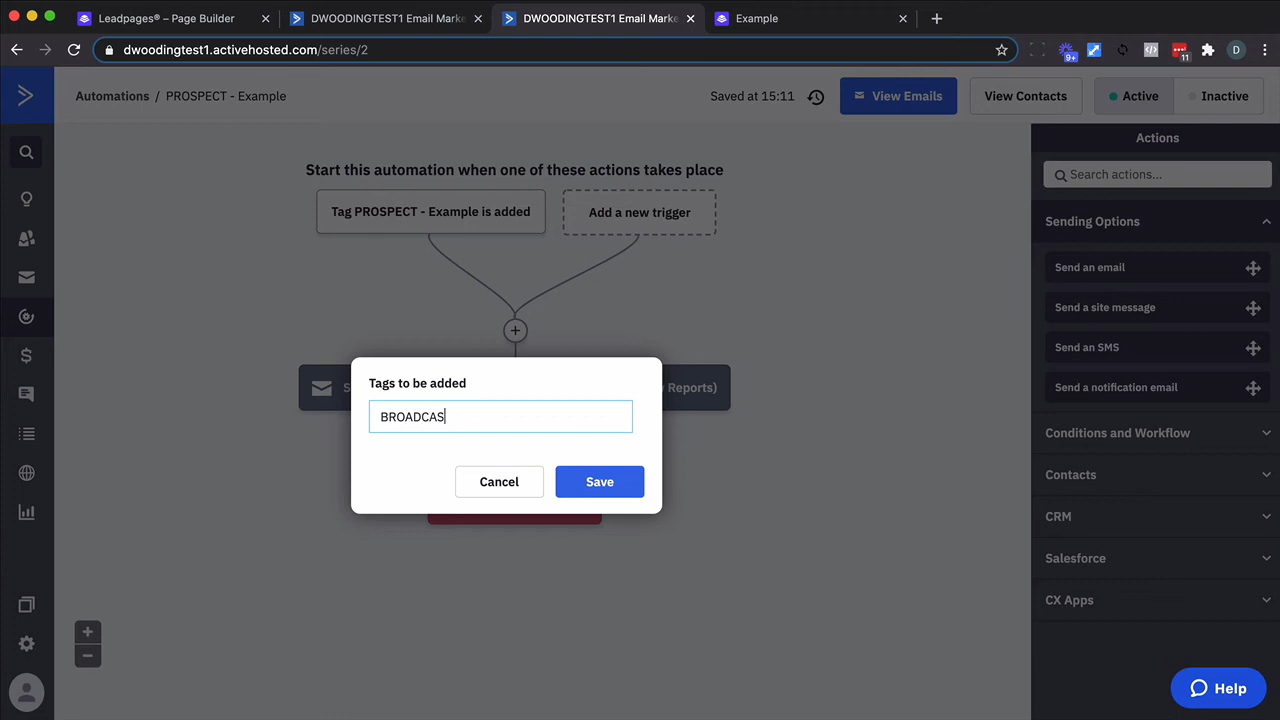 Leadpages® – Page Builder
DWOODINGTEST1 Email Marke
DWOODINGTEST1 Email Marke
Example
dwoodingtest1.activehosted.com/series/2
9+
11
D
Automations / PROSPECT - Example
Saved at 15:11
View Emails
View Contacts
Active
Inactive
Start this automation when one of these actions takes place
Tag PROSPECT - Example is added
Add a new trigger
S
Reports)
Tags to be added
BROADCAS
Cancel
Save
Actions
Search actions...
Sending Options
Send an email
Send a site message
Send an SMS
Send a notification email
Conditions and Workflow
Contacts
CRM
Salesforce
CX Apps
Help